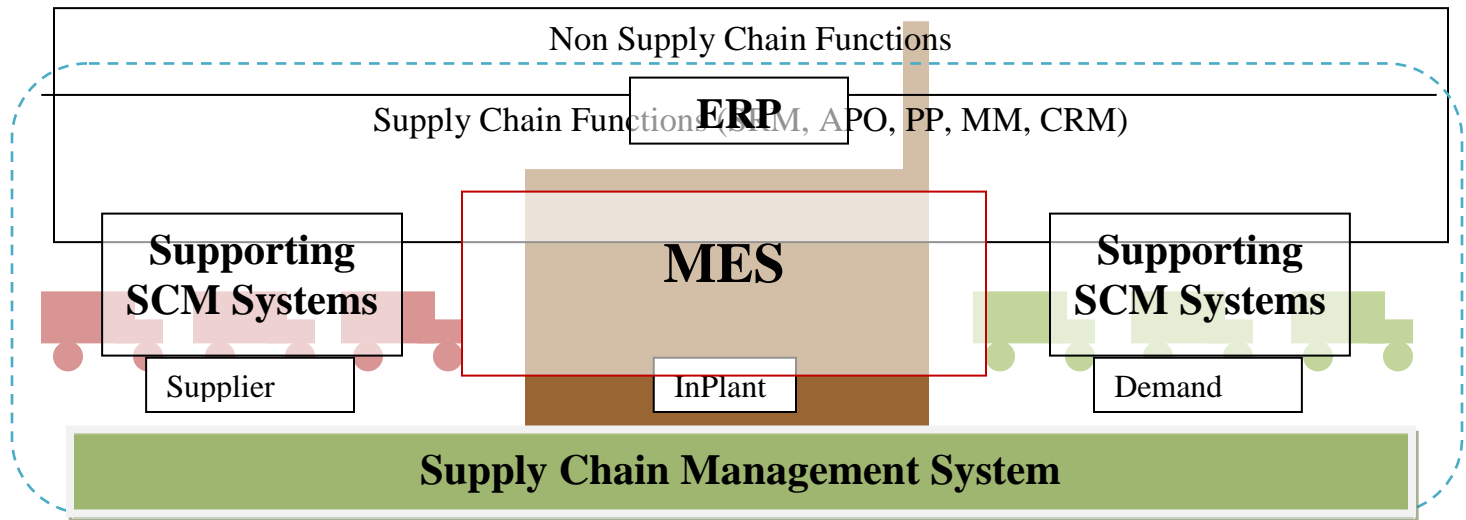 Non Supply Chain Functions
ERP
Supply Chain Functions (SRM, APO, PP, MM, CRM)
Supporting
SCM Systems
MES
Supporting
SCM Systems
Supplier
InPlant
Demand
Supply Chain Management System